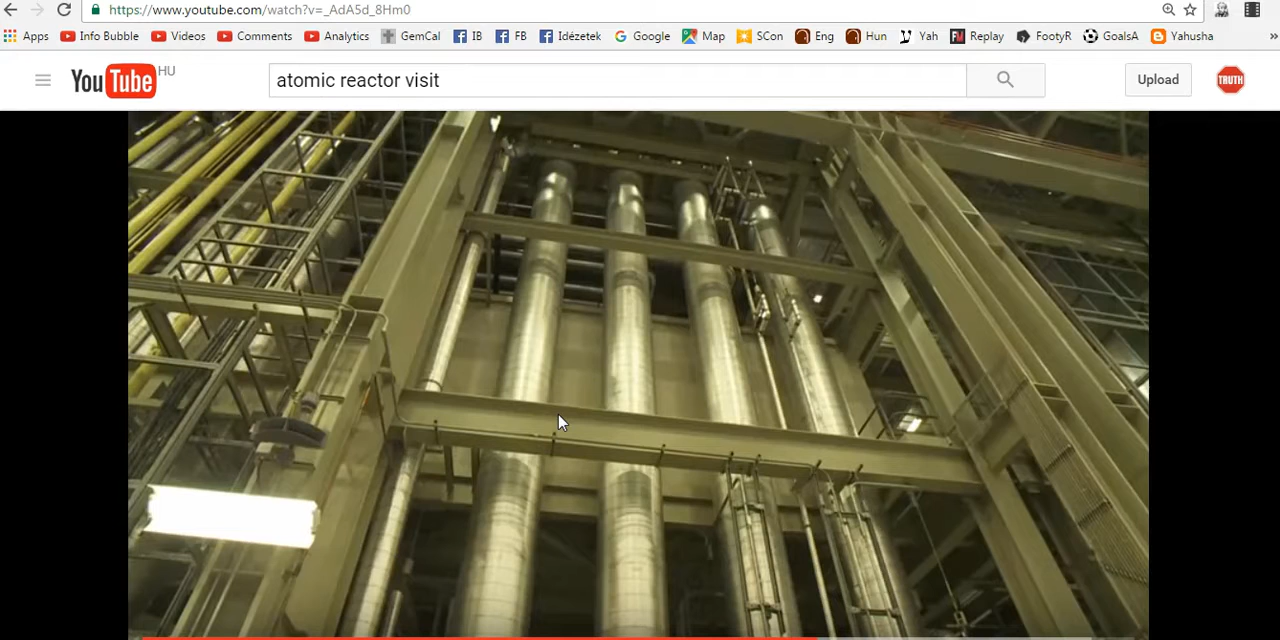 https://www.youtube.com/watch?v=_AdA5d_8Hm0
Apps Info Bubble Videos Comments Analytics GemCal IB FB Idézetek Google Map SCon Eng Hun Yah Replay FootyR GoalsA Yahusha »
YouTube HU atomic reactor visit Upload TRUTH